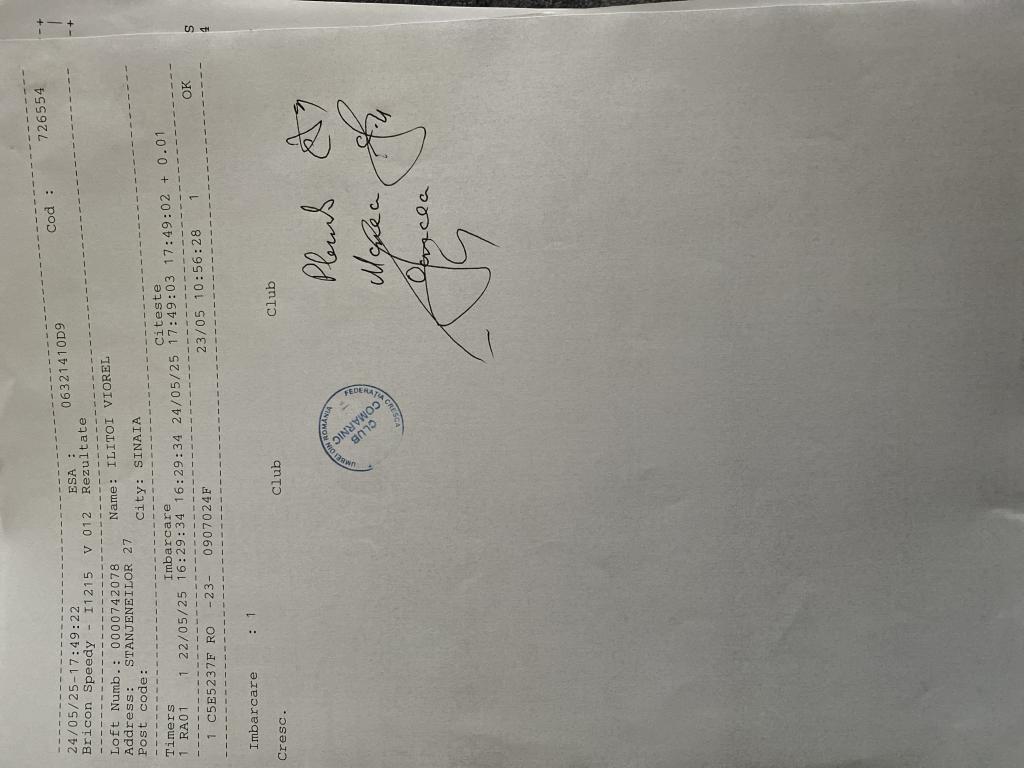 24/05/25-17:49:22 ESA : 06321410D9 Cod : 726554
Bricon Speedy - I1215 V 012 Rezultate
Loft Numb.: 0000742078 Name: ILITOI VIOREL
Address: STANJENEILOR 27 City: SINAIA
Post code:
Timers Imbarcare Citeste
1 RA01 1 22/05/25 16:29:34 16:29:34 24/05/25 17:49:03 17:49:02 + 0.01
1 C5E5237F RO -23- 0907024F 23/05 10:56:28 1 OK
Imbarcare : 1
Cresc. Club Club
FEDERATIA CRESCA
UMBEI DIN ROMANIA
CLUB
COMARNIC